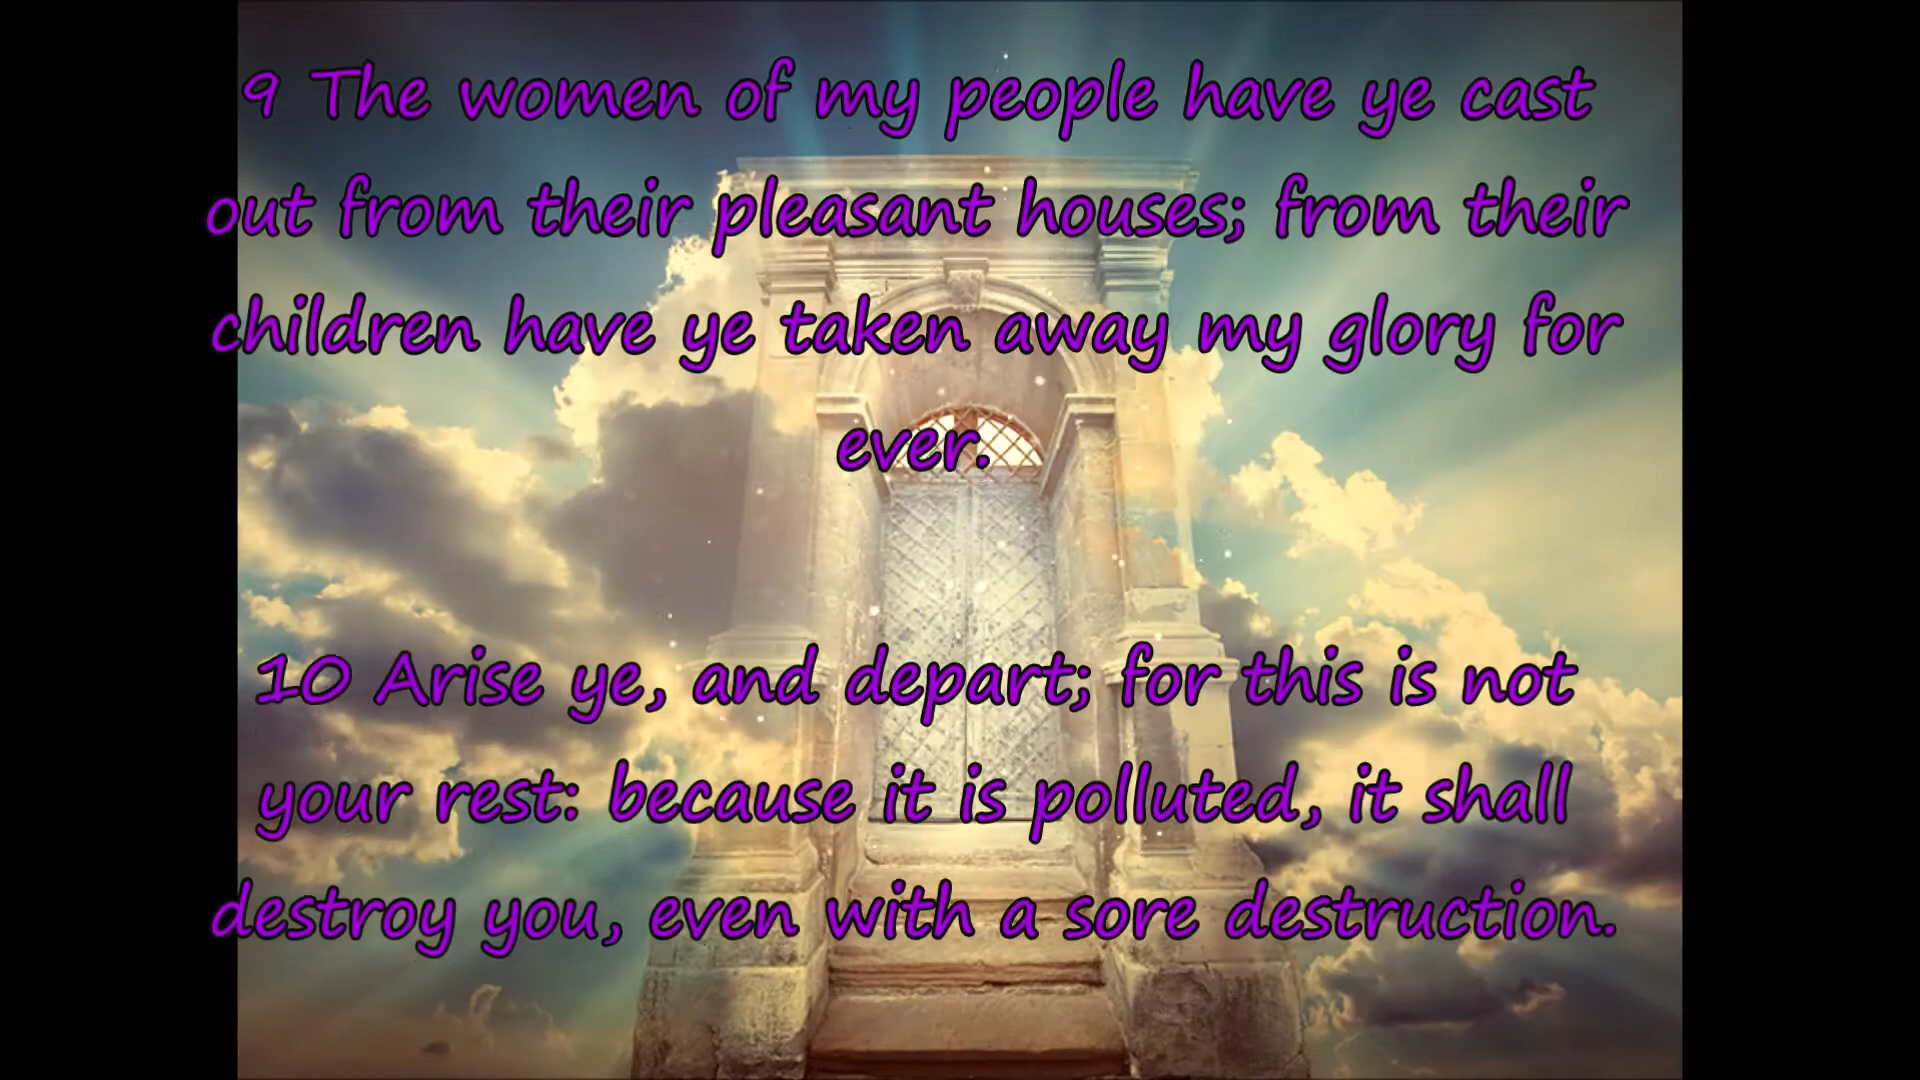 9 The women of my people have ye cast
out from their pleasant houses; from their
children have ye taken away my glory for
ever.
10 Arise ye, and depart; for this is not
your rest: because it is polluted, it shall
destroy you, even with a sore destruction.